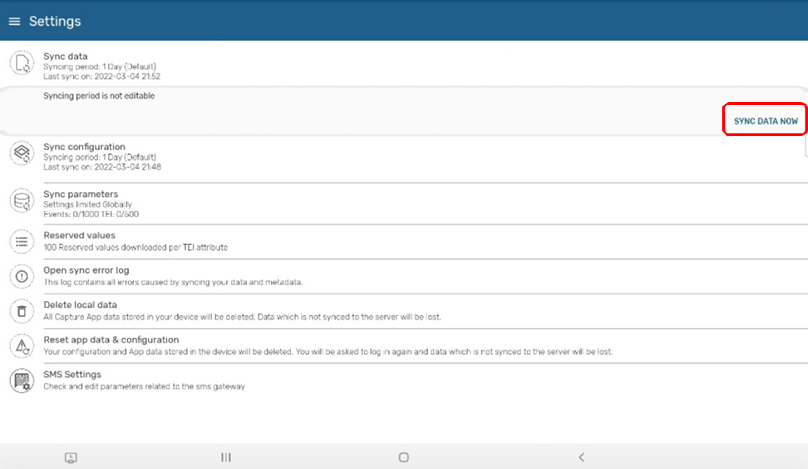 Settings
Sync data
Syncing period: 1 Day (Default)
Last sync on: 2022-03-04 21:52
Syncing period is not editable
SYNC DATA NOW
Sync configuration
Syncing period: 1 Day (Default)
Last sync on: 2022-03-04 21:48
Sync parameters
Settings limited Globally
Events: 0/1000 TEI: 0/500
Reserved values
100 Reserved values downloaded per TEI attribute
Open sync error log
This log contains all errors caused by syncing your data and metadata.
Delete local data
All Capture App data stored in your device will be deleted. Data which is not synced to the server will be lost.
Reset app data & configuration
Your configuration and App data stored in the device will be deleted. You will be asked to log in again and data which is not synced to the server will be lost.
SMS Settings
Check and edit parameters related to the sms gateway